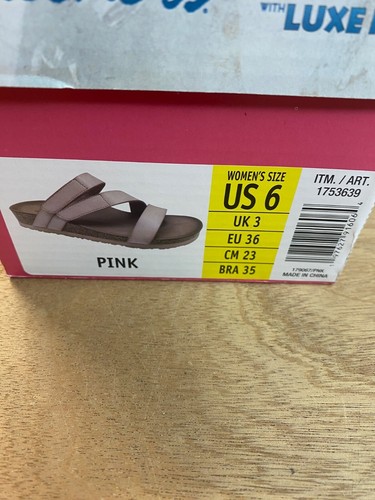 WITH LUXE
WOMEN'S SIZE
US 6
UK 3
EU 36
CM 23
BRA 35
ITM. / ART.
1753639
PINK
MADE IN CHINA